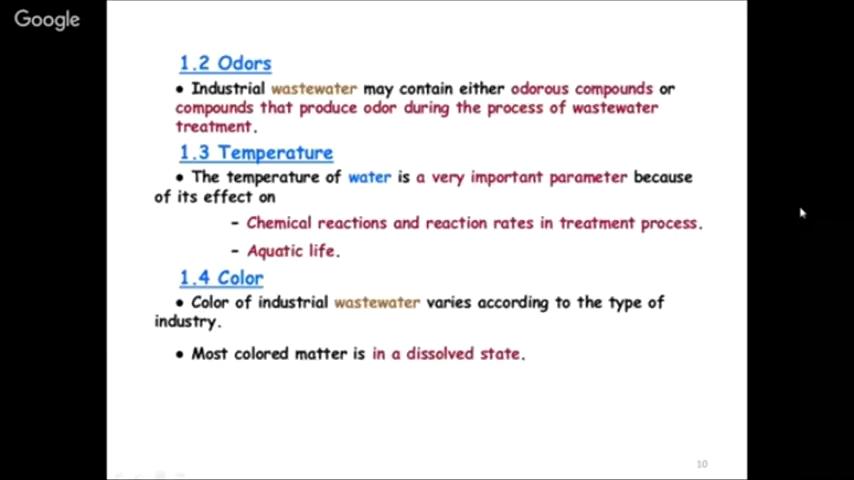 Google
1.2 Odors
• Industrial wastewater may contain either odorous compounds or
compounds that produce odor during the process of wastewater
treatment.
1.3 Temperature
• The temperature of water is a very important parameter because
of its effect on
– Chemical reactions and reaction rates in treatment process.
– Aquatic life.
1.4 Color
• Color of industrial wastewater varies according to the type of
industry.
• Most colored matter is in a dissolved state.
10